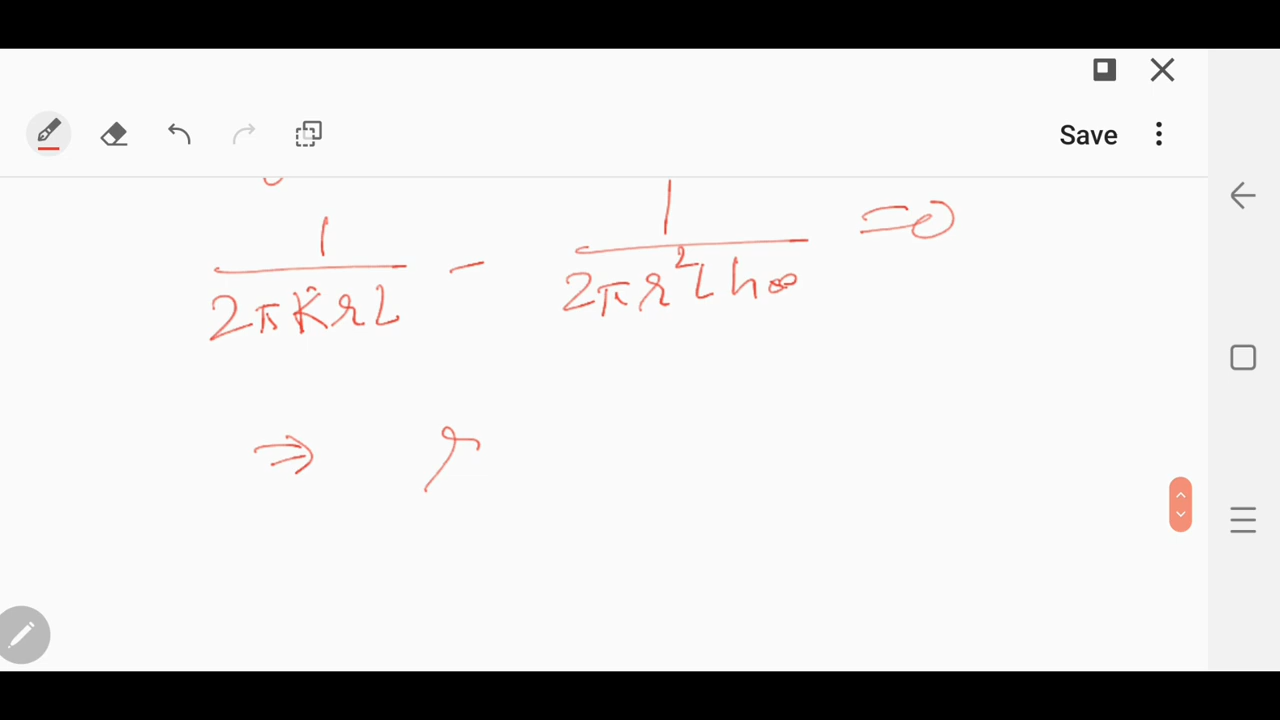 Save
1/(2πKrL) - 1/(2πr²Lh∞) = 0
⇒ r